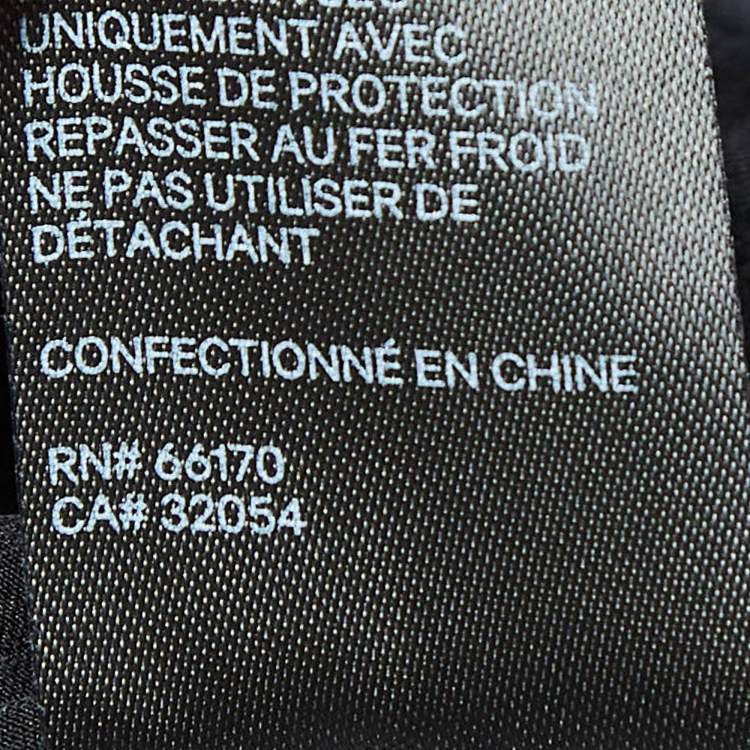 UNIQUEMENT AVEC
HOUSSE DE PROTECTION
REPASSER AU FER FROID
NE PAS UTILISER DE
DÉTACHANT
CONFECTIONNÉ EN CHINE
RN# 66170
CA# 32054